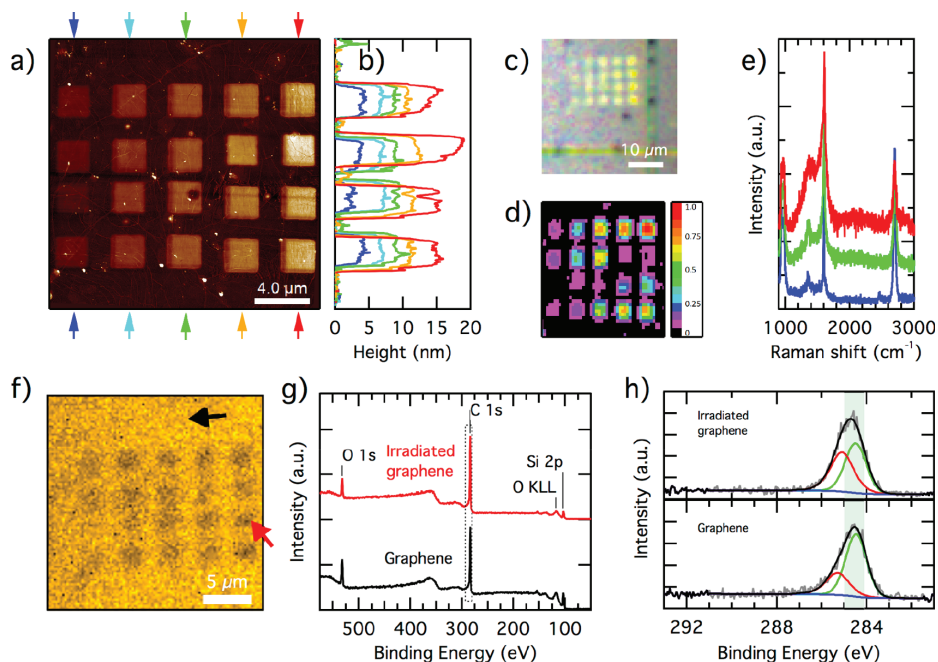 a)
4.0 µm
b)
0
5
10
15
20
Height (nm)
c)
10 µm
d)
1.0
0.75
0.5
0.25
0
e)
Intensity (a.u.)
1000
2000
3000
Raman shift (cm-1)
f)
5 µm
g)
Intensity (a.u.)
C 1s
O 1s
Irradiated
graphene
Si 2p
O KLL
Graphene
500
400
300
200
100
Binding Energy (eV)
h)
Intensity (a.u.)
Irradiated
graphene
Graphene
292
288
284
Binding Energy (eV)